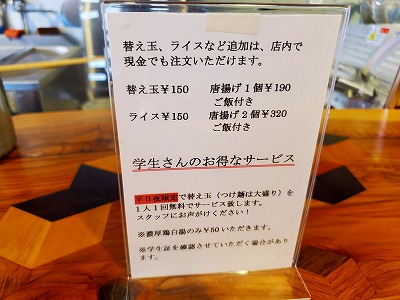 替え玉、ライスなど追加は、店内で
現金でも注文いただけます。
替え玉￥150　唐揚げ１個￥190
ご飯付き
ライス￥150　唐揚げ２個￥320
ご飯付き
学生さんのお得なサービス
平日夜限定で替え玉（つけ麺は大盛り）を
１人１回無料でサービス致します。
スタッフにお声がけください！
※濃厚鶏白湯のみ￥50いただきます。
※学生証を確認させていただく場合があり
ます。